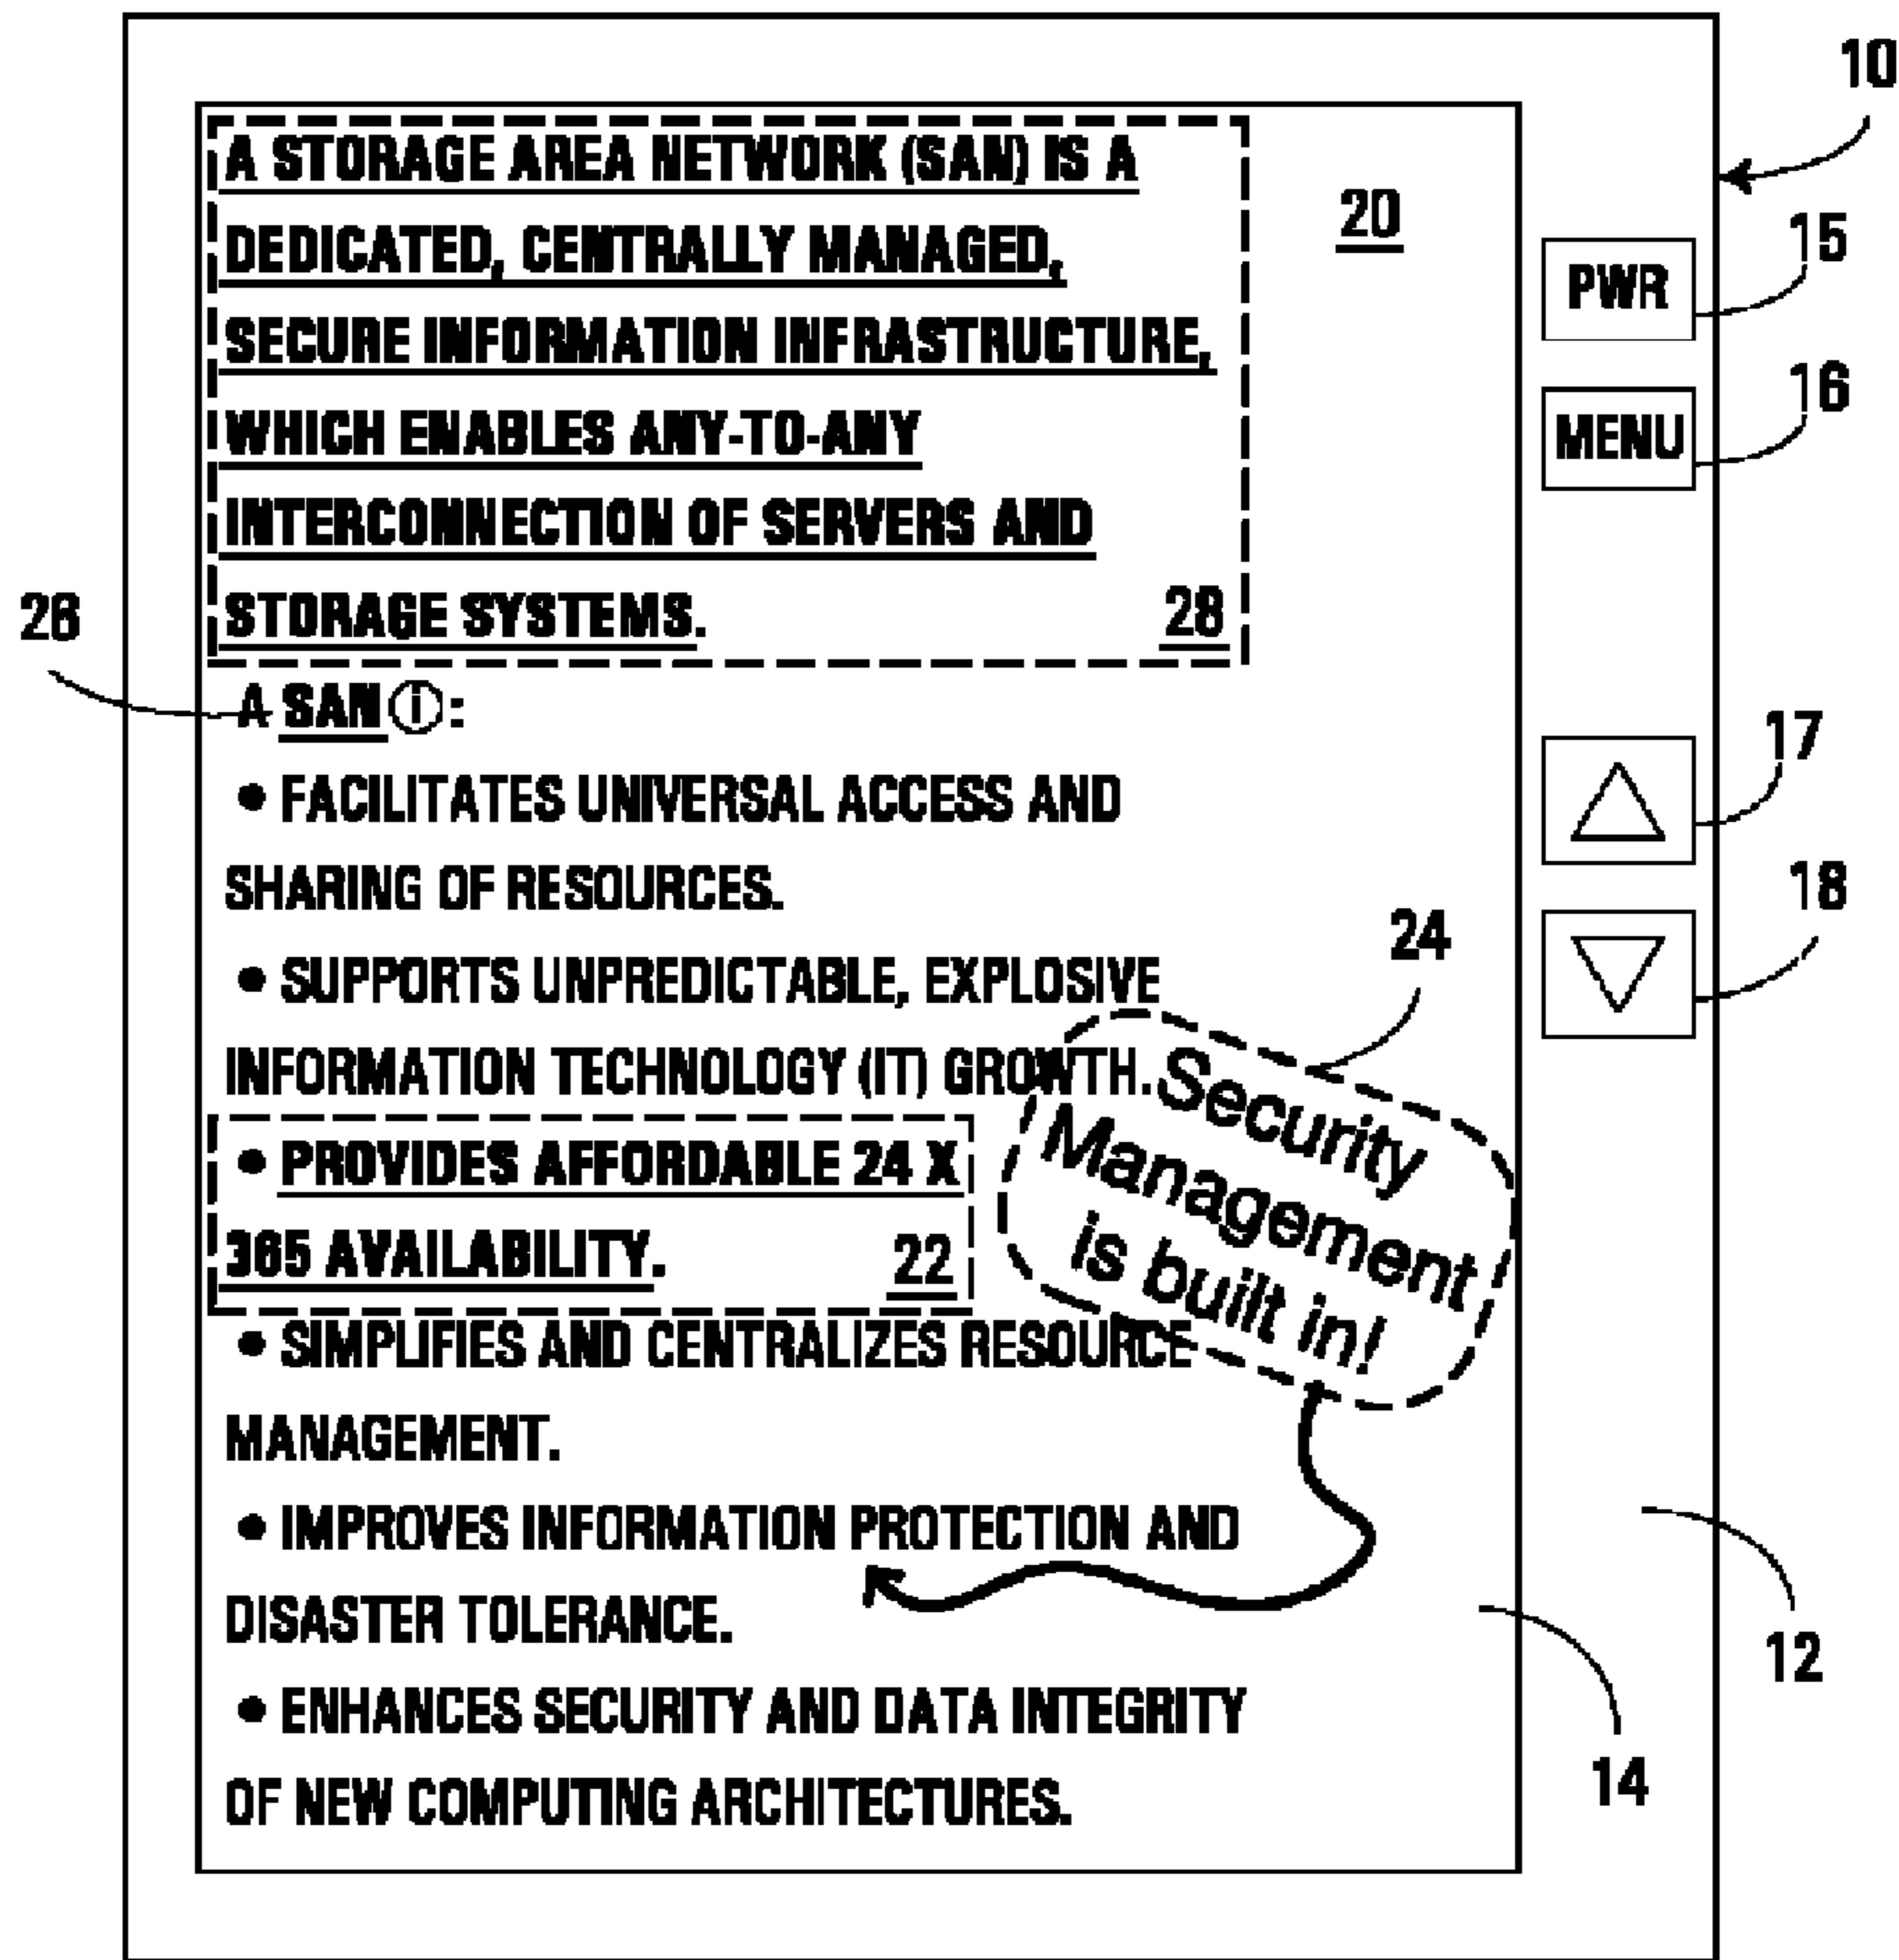 10
A STORAGE AREA NETWORK (SAN) IS A
20
DEDICATED, CENTRALLY MANAGED,
15
PWR
SECURE INFORMATION INFRASTRUCTURE,
16
WHICH ENABLES ANY-TO-ANY
MENU
INTERCONNECTION OF SERVERS AND
26
STORAGE SYSTEMS.
28
A SAN ⓘ:
17
• FACILITATES UNIVERSAL ACCESS AND
SHARING OF RESOURCES.
18
24
• SUPPORTS UNPREDICTABLE, EXPLOSIVE
INFORMATION TECHNOLOGY (IT) GROWTH.
Security
Management
is built in!
• PROVIDES AFFORDABLE 24 X
365 AVAILABILITY.
22
• SIMPLIFIES AND CENTRALIZES RESOURCE
MANAGEMENT.
• IMPROVES INFORMATION PROTECTION AND
DISASTER TOLERANCE.
12
• ENHANCES SECURITY AND DATA INTEGRITY
14
OF NEW COMPUTING ARCHITECTURES.